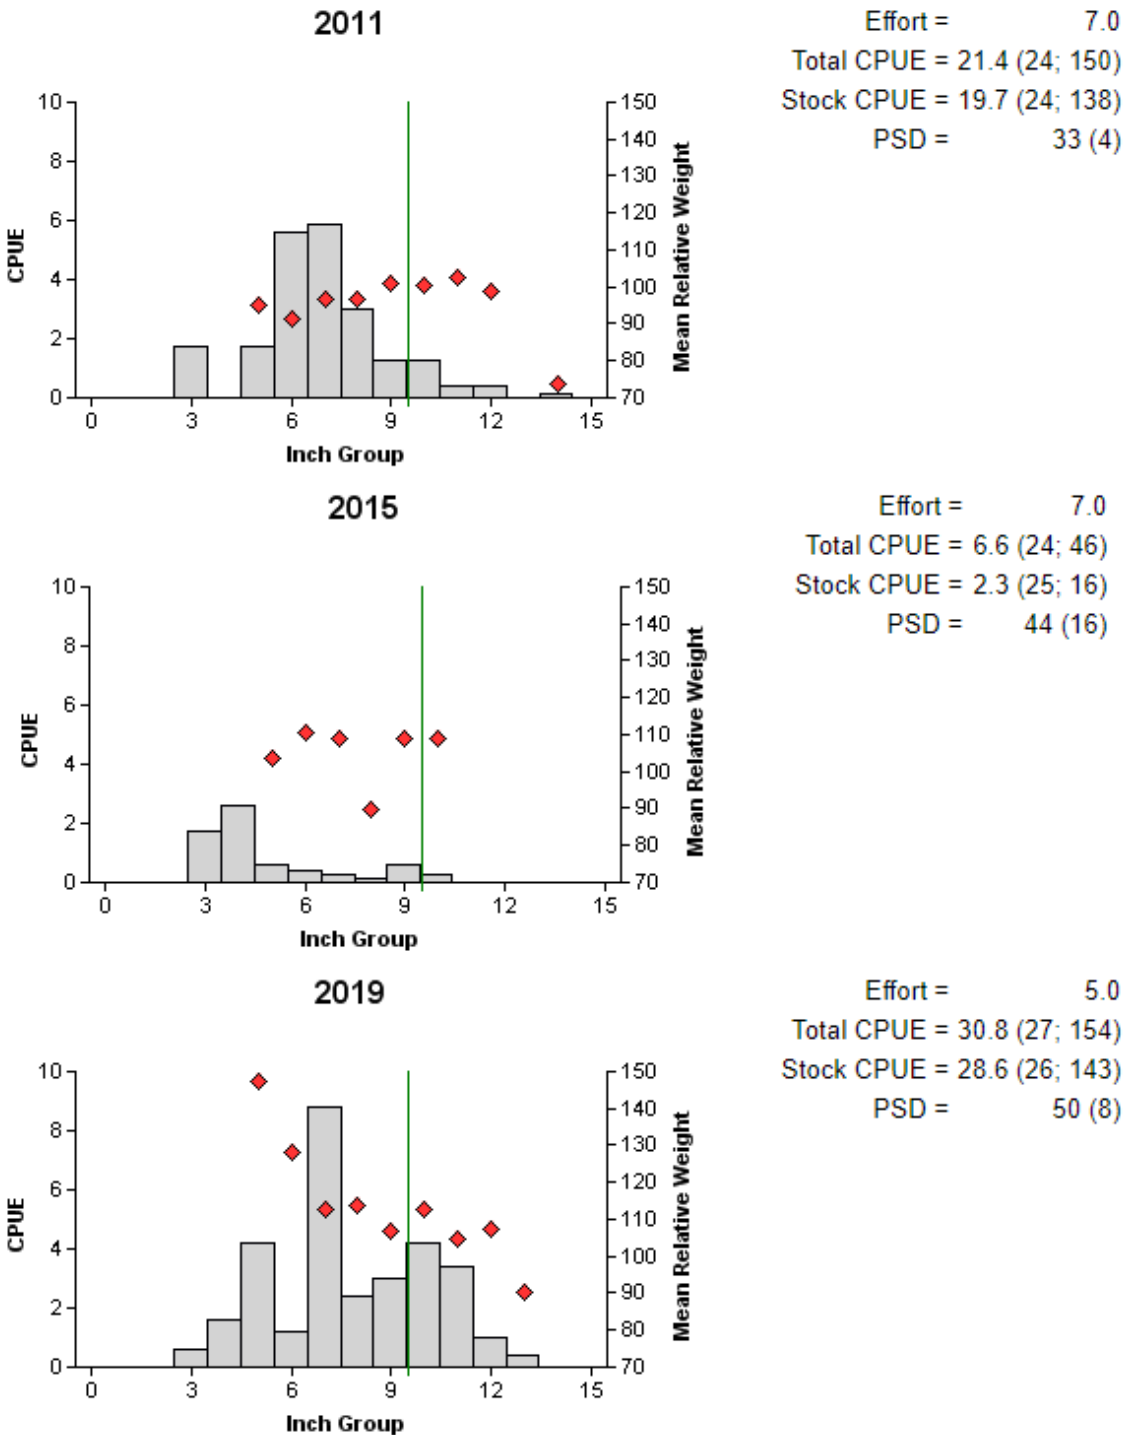 2011
Effort = 7.0
Total CPUE = 21.4 (24; 150)
Stock CPUE = 19.7 (24; 138)
PSD = 33 (4)
10
8
6
4
2
0
CPUE
150
140
130
120
110
100
90
80
70
Mean Relative Weight
0 3 6 9 12 15
Inch Group
2015
Effort = 7.0
Total CPUE = 6.6 (24; 46)
Stock CPUE = 2.3 (25; 16)
PSD = 44 (16)
10
8
6
4
2
0
CPUE
150
140
130
120
110
100
90
80
70
Mean Relative Weight
0 3 6 9 12 15
Inch Group
2019
Effort = 5.0
Total CPUE = 30.8 (27; 154)
Stock CPUE = 28.6 (26; 143)
PSD = 50 (8)
10
8
6
4
2
0
CPUE
150
140
130
120
110
100
90
80
70
Mean Relative Weight
0 3 6 9 12 15
Inch Group